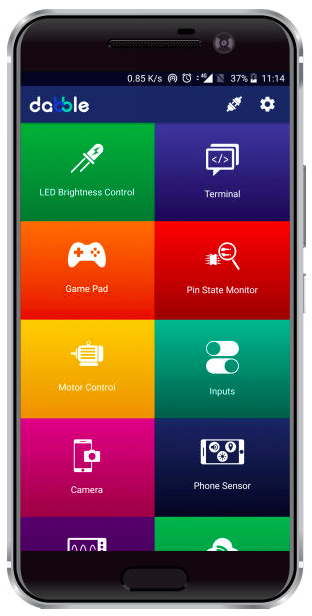 0.85 K/s 4G 37% 11:14
dabble
LED Brightness Control
</>
Terminal
Game Pad
Pin State Monitor
Motor Control
Inputs
Camera
Phone Sensor